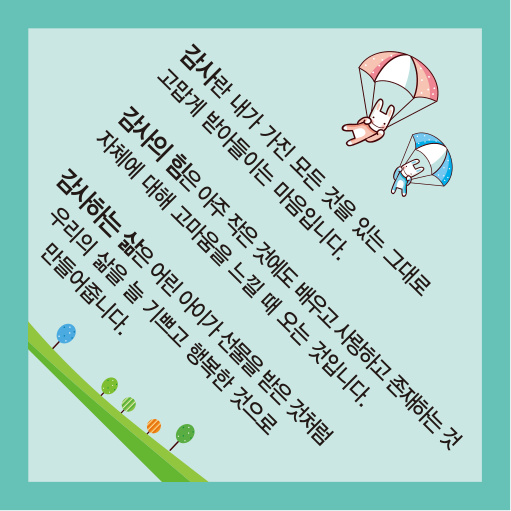 감사란 내가 가진 모든 것을 있는 그대로
고맙게 받아들이는 마음입니다.
감사의 힘은 아주 작은 것에도 배우고 사랑하고 존재하는 것
자체에 대해 고마움을 느낄 때 오는 것입니다.
감사하는 삶은 어린 아이가 선물을 받은 것처럼
우리의 삶을 늘 기쁘고 행복한 것으로
만들어줍니다.